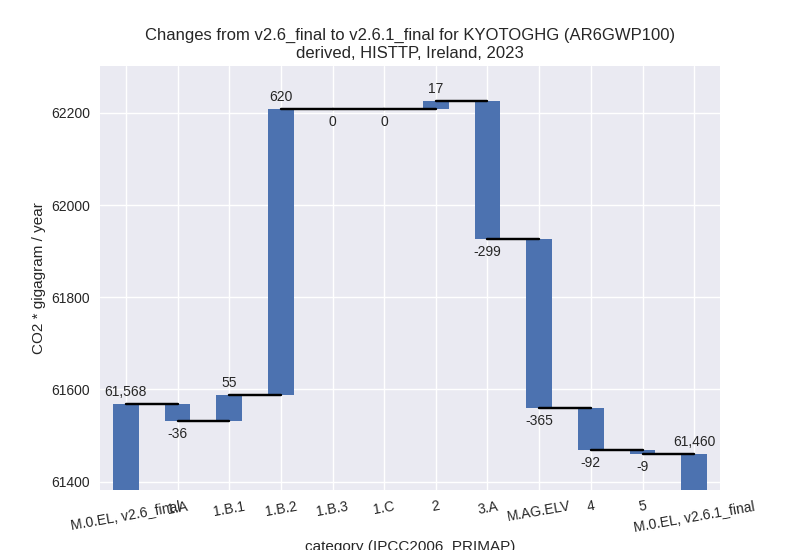 Changes from v2.6_final to v2.6.1_final for KYOTOGHG (AR6GWP100)
derived, HISTTP, Ireland, 2023
CO2 * gigagram / year
62200
62000
61800
61600
61400
61,568
-36
55
620
0
0
17
-299
-365
-92
-9
61,460
M.0.EL, v2.6_final
1.A
1.B.1
1.B.2
1.B.3
1.C
2
3.A
M.AG.ELV
4
5
M.0.EL, v2.6.1_final
category (IPCC2006_PRIMAP)